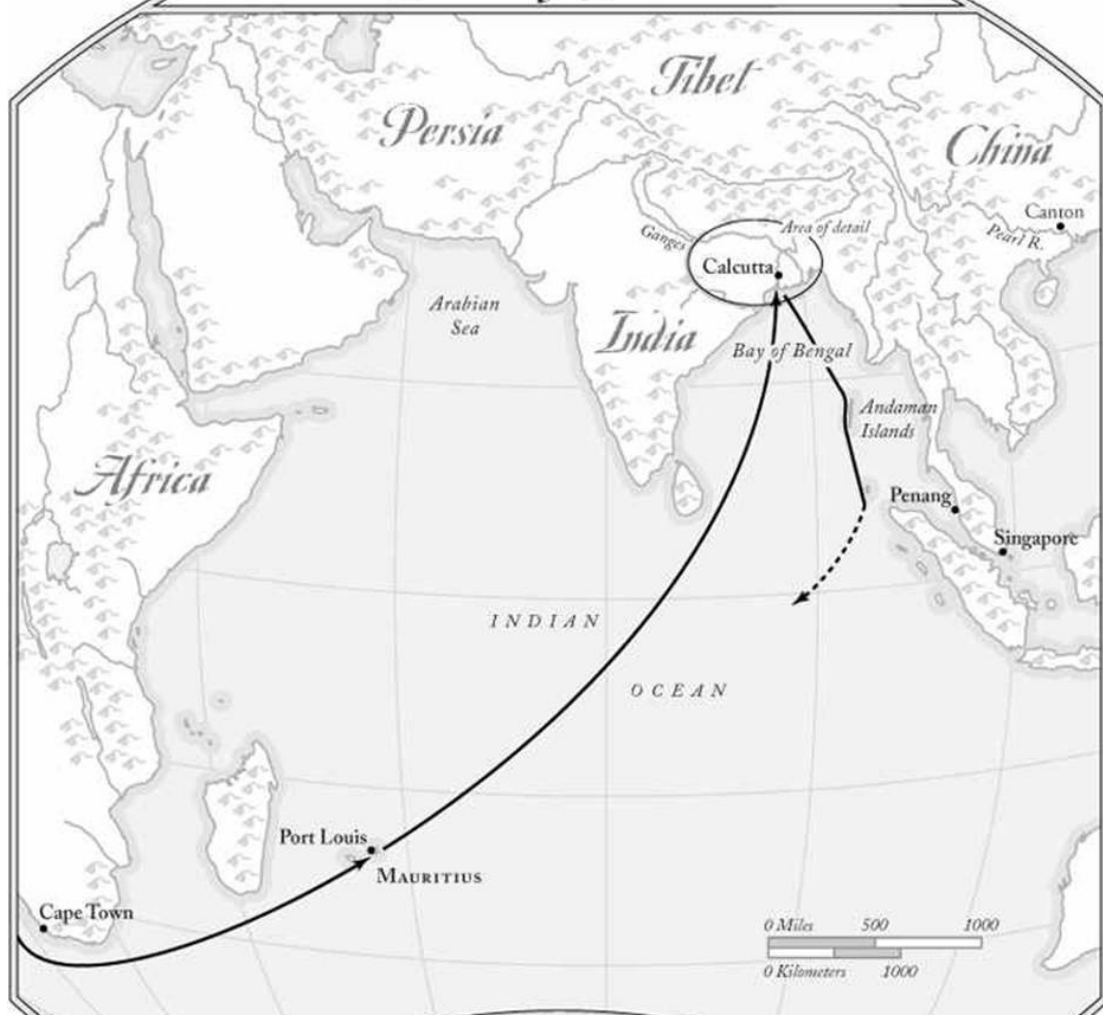 Tibet
Persia
China
Canton
Pearl R.
Ganges
Area of detail
Calcutta
Arabian
Sea
India
Bay of Bengal
Andaman
Islands
Africa
Penang
Singapore
INDIAN
OCEAN
Port Louis
MAURITIUS
Cape Town
0 Miles 500 1000
0 Kilometers 1000